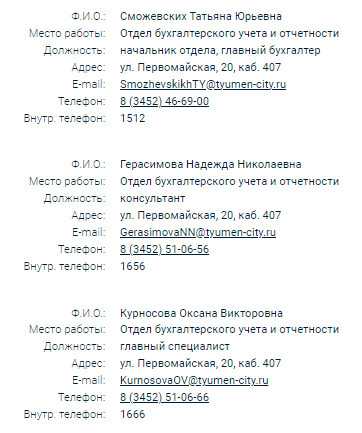 Ф.И.О.: Сможевских Татьяна Юрьевна
Место работы: Отдел бухгалтерского учета и отчетности
Должность: начальник отдела, главный бухгалтер
Адрес: ул. Первомайская, 20, каб. 407
E-mail: SmozhevskikhTY@tyumen-city.ru
Телефон: 8 (3452) 46-69-00
Внутр. телефон: 1512
Ф.И.О.: Герасимова Надежда Николаевна
Место работы: Отдел бухгалтерского учета и отчетности
Должность: консультант
Адрес: ул. Первомайская, 20, каб. 407
E-mail: GerasimovaNN@tyumen-city.ru
Телефон: 8 (3452) 51-06-56
Внутр. телефон: 1656
Ф.И.О.: Курносова Оксана Викторовна
Место работы: Отдел бухгалтерского учета и отчетности
Должность: главный специалист
Адрес: ул. Первомайская, 20, каб. 407
E-mail: KurnosovaOV@tyumen-city.ru
Телефон: 8 (3452) 51-06-66
Внутр. телефон: 1666